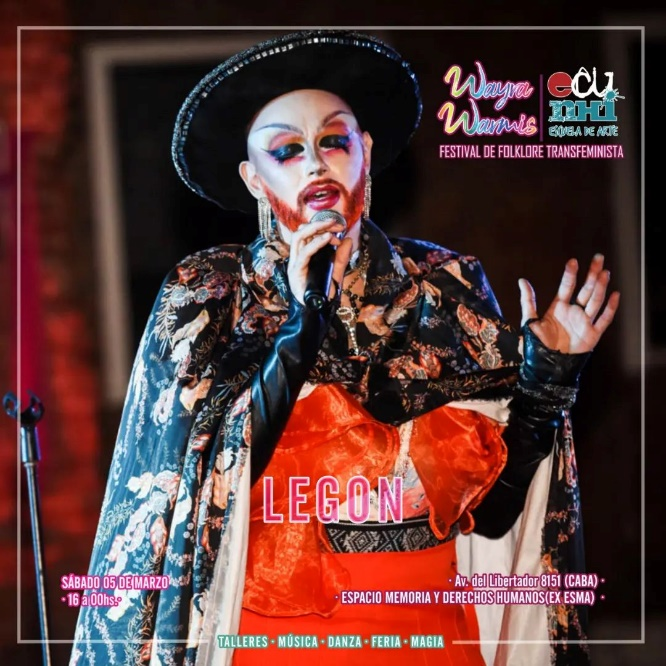 Wayra
Warmis
eCu
nHi
ESCUELA DE ARTE
FESTIVAL DE FOLKLORE TRANSFEMINISTA
LEGÓN
SÁBADO 05 DE MARZO
• 16 a 00hs.•
• Av. del Libertador 8151 (CABA) •
• ESPACIO MEMORIA Y DERECHOS HUMANOS(EX ESMA) •
TALLERES • MÚSICA • DANZA • FERIA • MAGIA